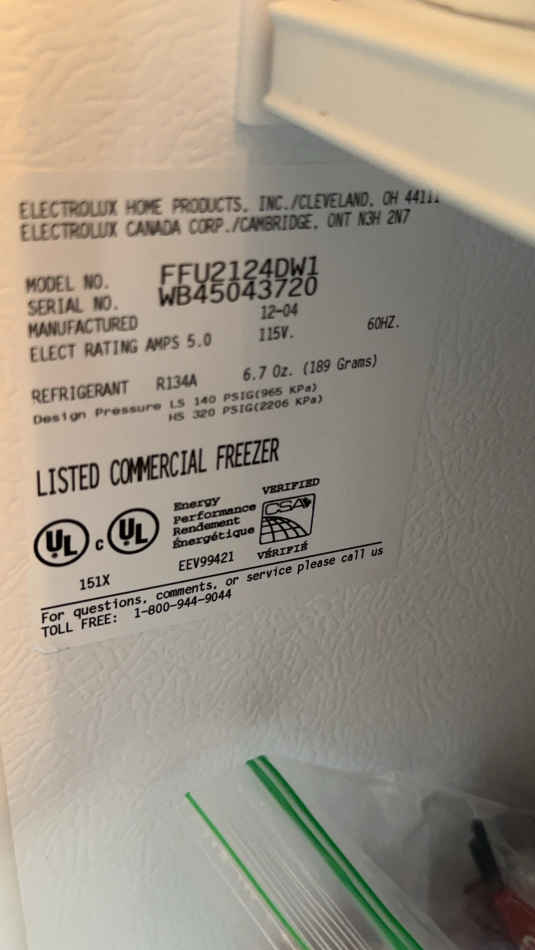 ELECTROLUX HOME PRODUCTS, INC./CLEVELAND, OH 44111
ELECTROLUX CANADA CORP./CAMBRIDGE, ONT N3H 2N7
MODEL NO. FFU2124DW1
SERIAL NO. WB45043720
MANUFACTURED 12-04
ELECT RATING AMPS 5.0 115V. 60HZ.
REFRIGERANT R134A 6.7 Oz. (189 Grams)
Design Pressure LS 140 PSIG(965 KPa)
HS 320 PSIG(2206 KPa)
LISTED COMMERCIAL FREEZER
UL c UL
151X
Energy
Performance
Rendement
Énergétique
EEV99421
VERIFIED
CSA
VÉRIFIÉ
For questions, comments, or service please call us
TOLL FREE: 1-800-944-9044